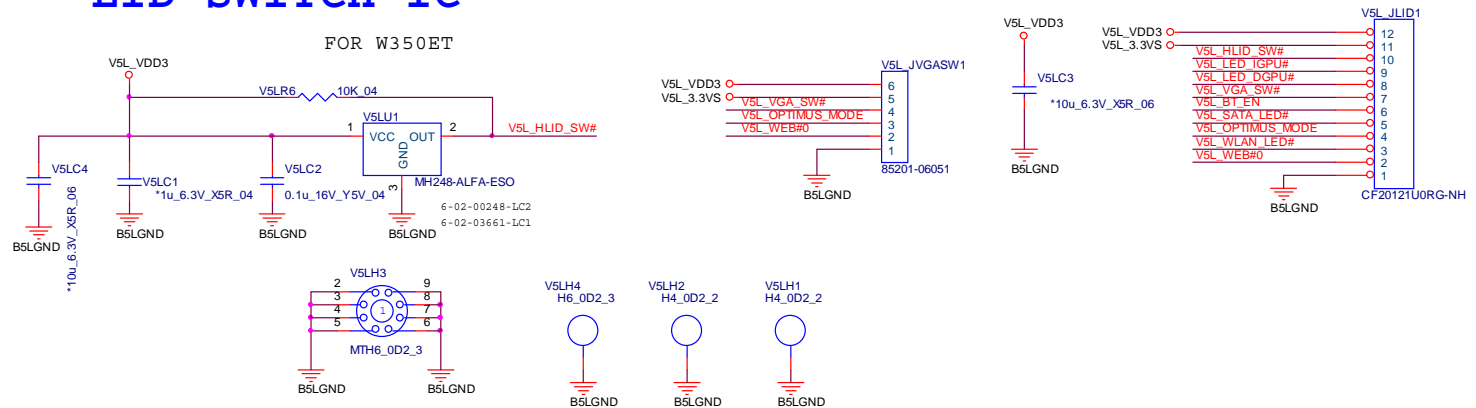 LID SWITCH IC
FOR W350ET
V5L_VDD3
V5LR6 10K_04
V5LU1
1 VCC OUT 2 V5L_HLID_SW#
GND
3
MH248-ALFA-ESO
6-02-00248-LC2
6-02-03661-LC1
V5LC4
*10u_6.3V_X5R_06
V5LC1
*1u_6.3V_X5R_04
V5LC2
0.1u_16V_Y5V_04
B5LGND
B5LGND
B5LGND
B5LGND
V5L_JVGASW1
V5L_VDD3 6
V5L_3.3VS 5
V5L_VGA_SW# 4
V5L_OPTIMUS_MODE 3
V5L_WEB#0 2
1
85201-06051
B5LGND
V5L_VDD3
V5LC3
*10u_6.3V_X5R_06
B5LGND
V5L_JLID1
V5L_VDD3 12
V5L_3.3VS 11
V5L_HLID_SW# 10
V5L_LED_IGPU# 9
V5L_LED_DGPU# 8
V5L_VGA_SW# 7
V5L_BT_EN 6
V5L_SATA_LED# 5
V5L_OPTIMUS_MODE 4
V5L_WLAN_LED# 3
V5L_WEB#0 2
1
CF20121U0RG-NH
B5LGND
V5LH3
2 9
3 8
4 1 7
5 6
MTH6_0D2_3
B5LGND
B5LGND
V5LH4
H6_0D2_3
B5LGND
V5LH2
H4_0D2_2
B5LGND
V5LH1
H4_0D2_2
B5LGND